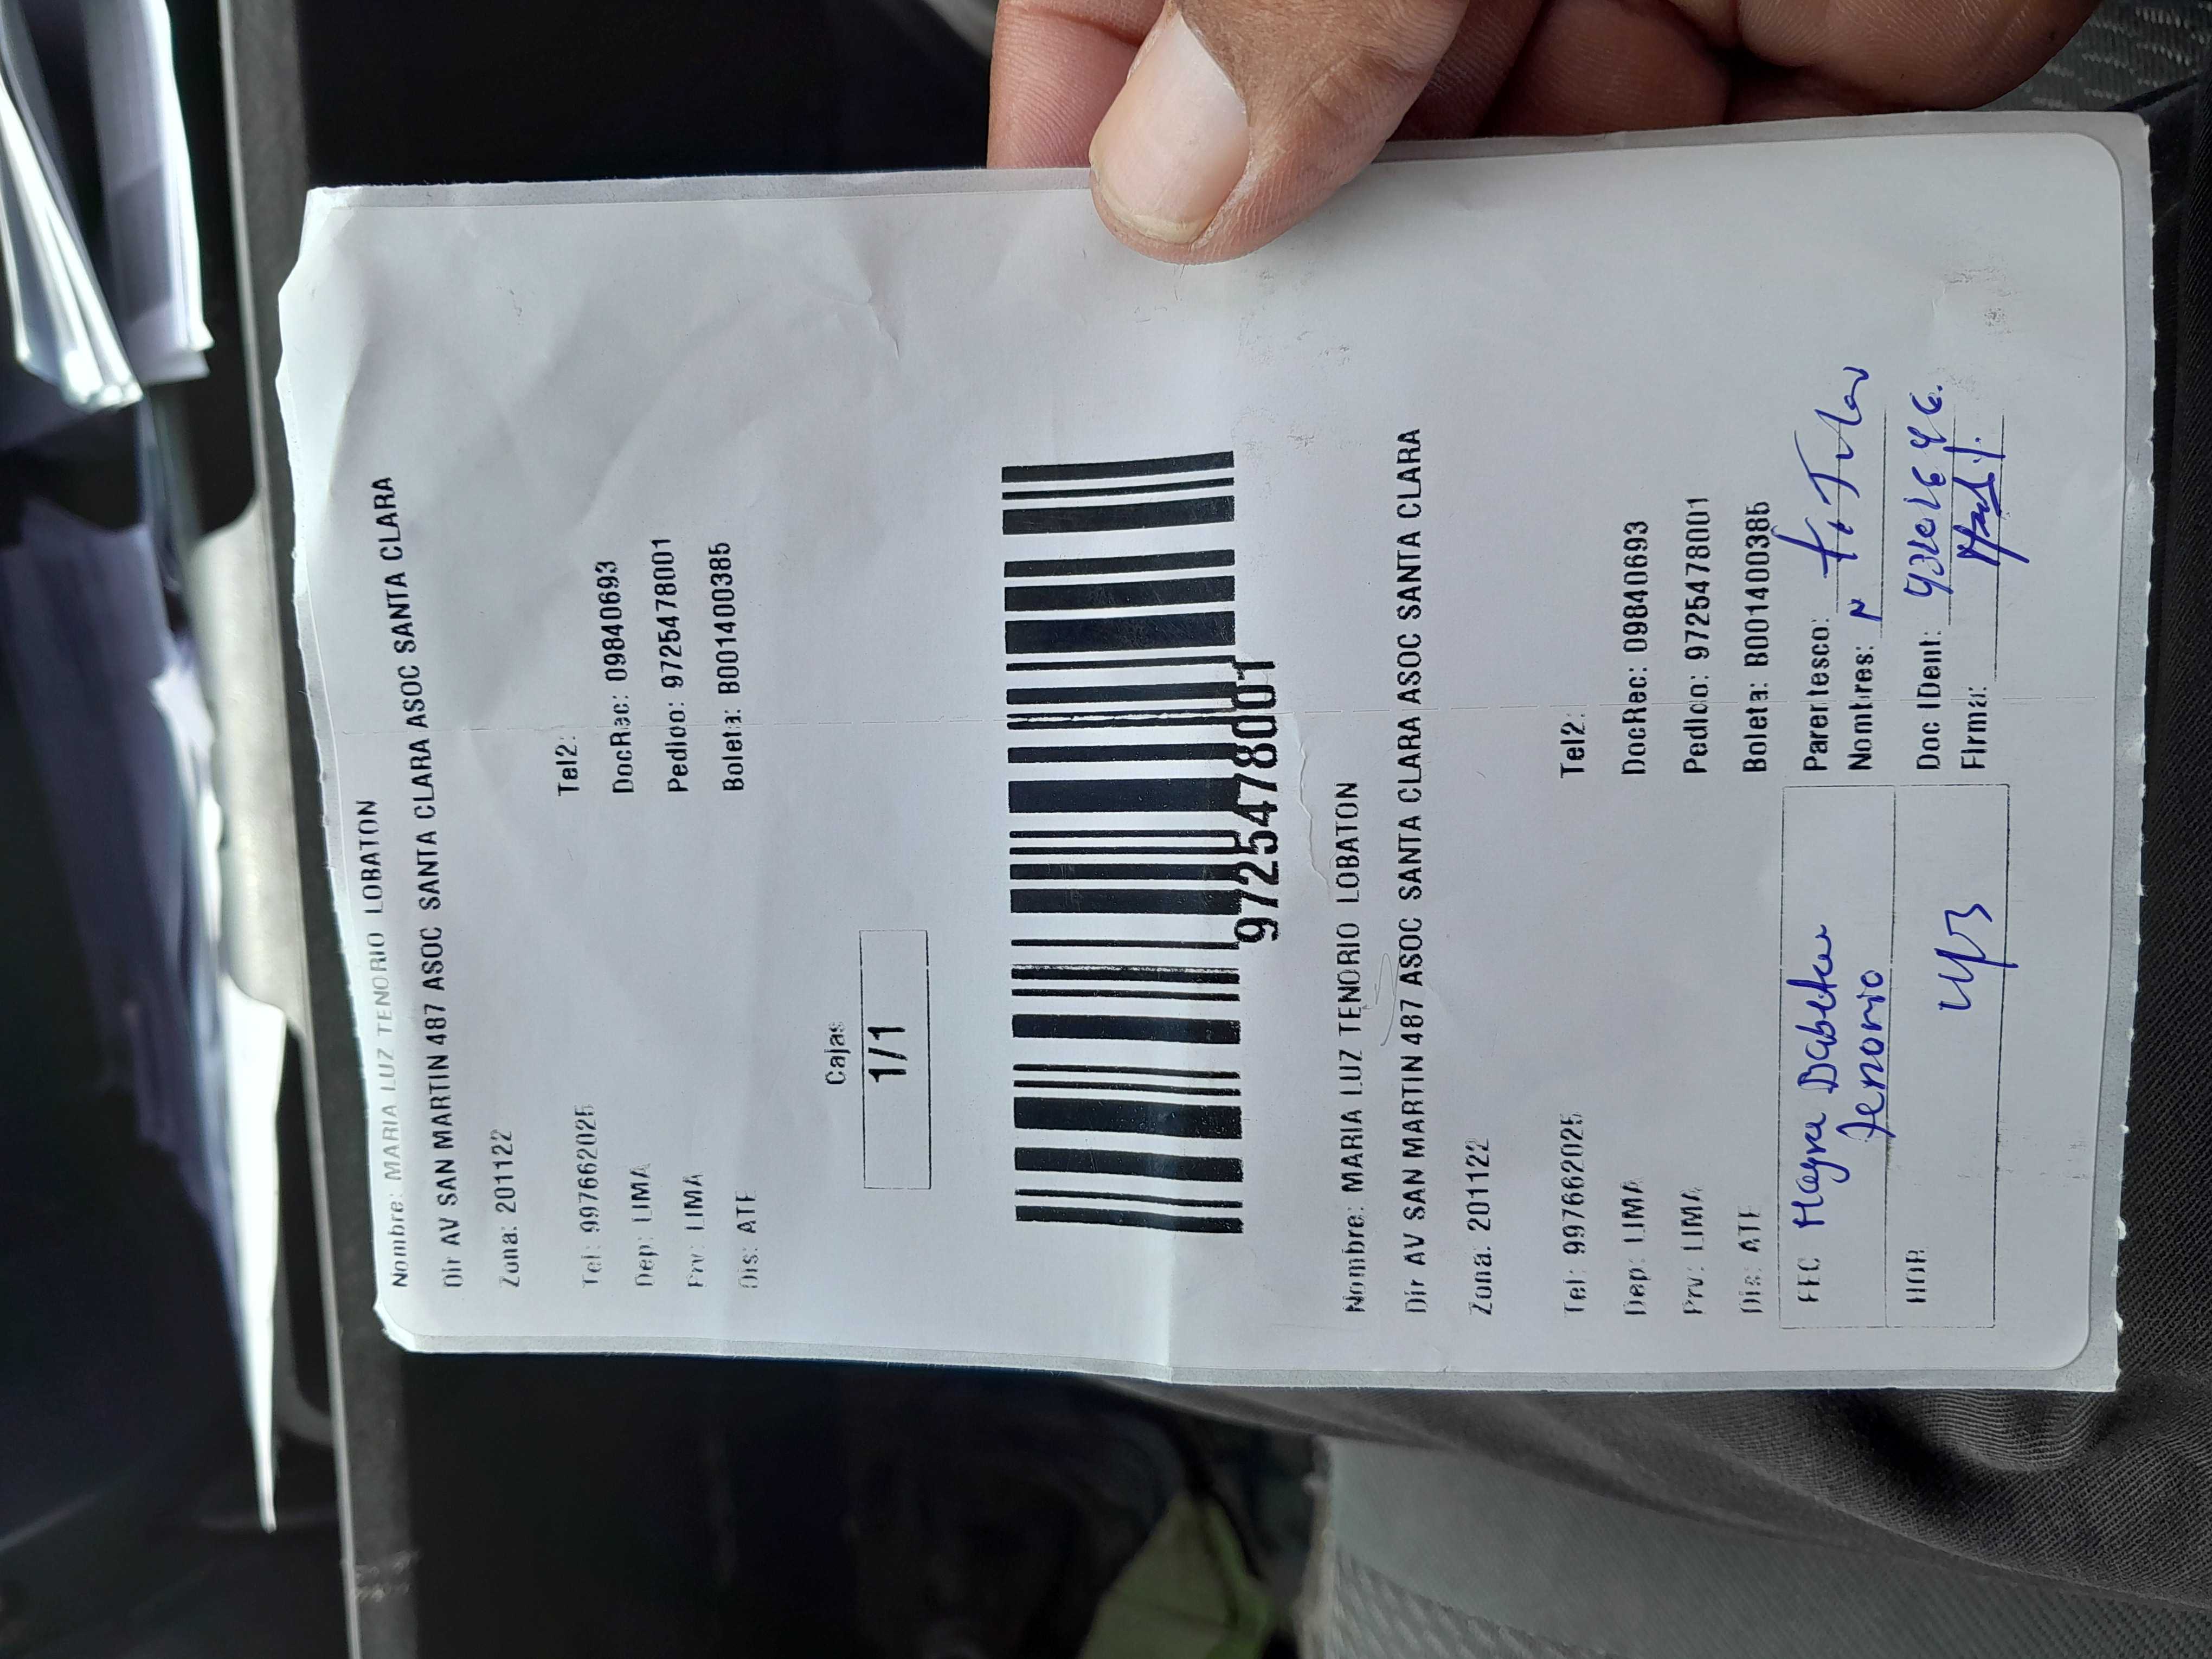 Nombre: MARIA LUZ TENORIO LOBATON
Dir AV SAN MARTIN 487 ASOC SANTA CLARA ASOC SANTA CLARA
Zona: 201122
Tel: 997662025 Tel2:
Dep: LIMA DocRec: 09840693
Prv: LIMA Pedido: 9725478001
Dis: ATE Boleta: B001400385
Cajas
1/1
9725478001
Nombre: MARIA LUZ TENORIO LOBATON
Dir AV SAN MARTIN 487 ASOC SANTA CLARA ASOC SANTA CLARA
Zona: 201122
Tel: 997662025 Tel2:
Dep: LIMA DocRec: 09840693
Prv: LIMA Pedido: 9725478001
Dis: ATE Boleta: B001400385
FEC Parentesco:
Tenorio Nombres:
HOR Doc IDent:
Firma: